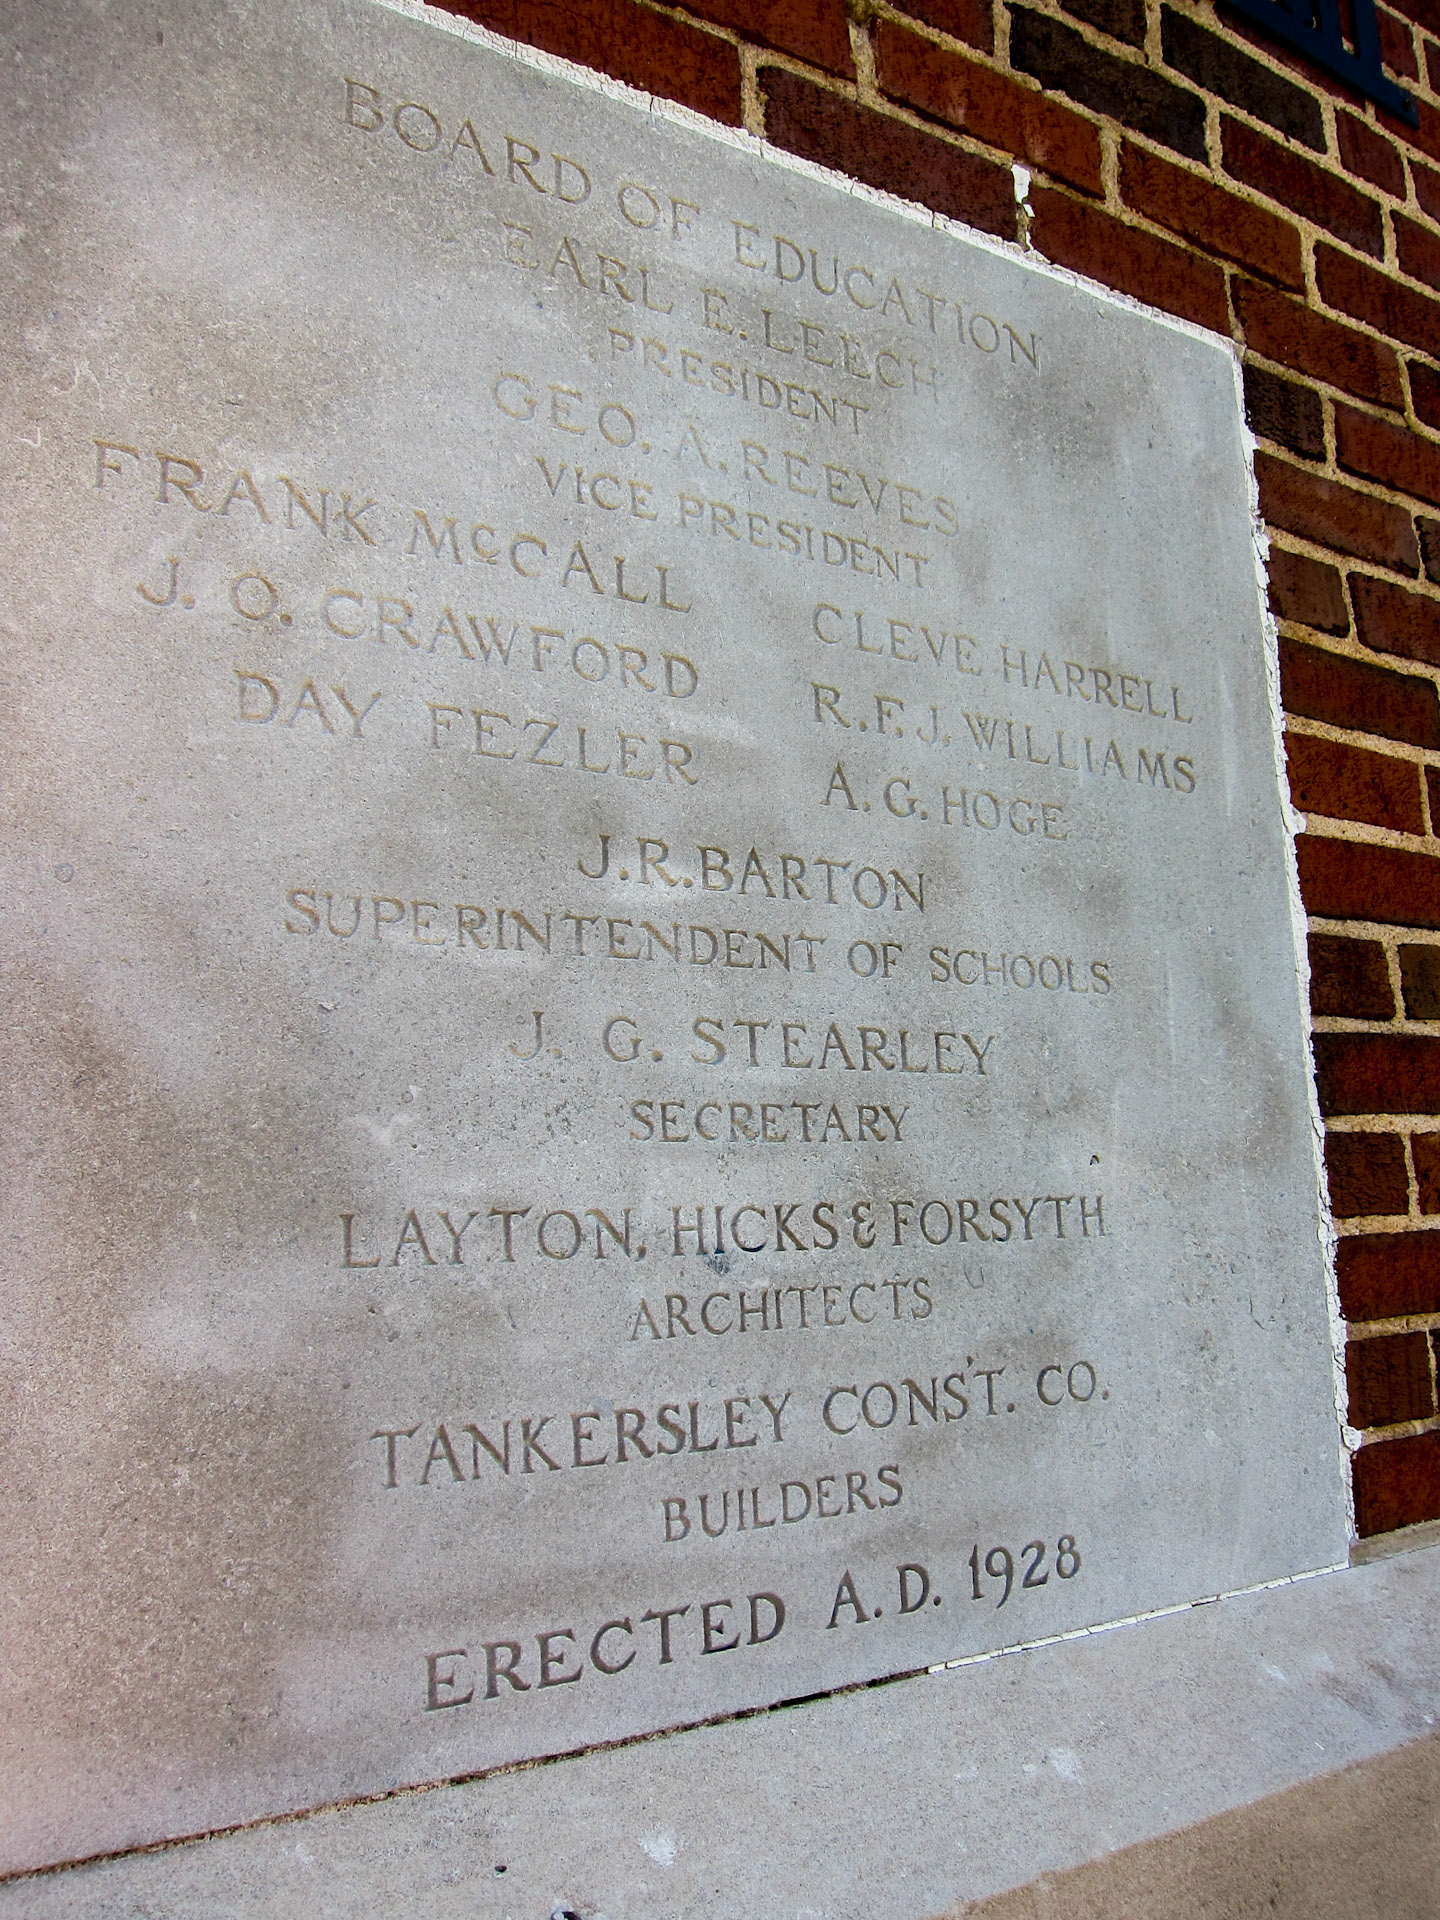 BOARD OF EDUCATION
EARL E. LEECH
PRESIDENT
GEO. A. REEVES
VICE PRESIDENT
FRANK McCALL CLEVE HARRELL
J. O. CRAWFORD R. F. J. WILLIAMS
DAY FEZLER A. G. HOGE
J. R. BARTON
SUPERINTENDENT OF SCHOOLS
J. G. STEARLEY
SECRETARY
LAYTON, HICKS & FORSYTH
ARCHITECTS
TANKERSLEY CONS'T. CO.
BUILDERS
ERECTED A.D. 1928